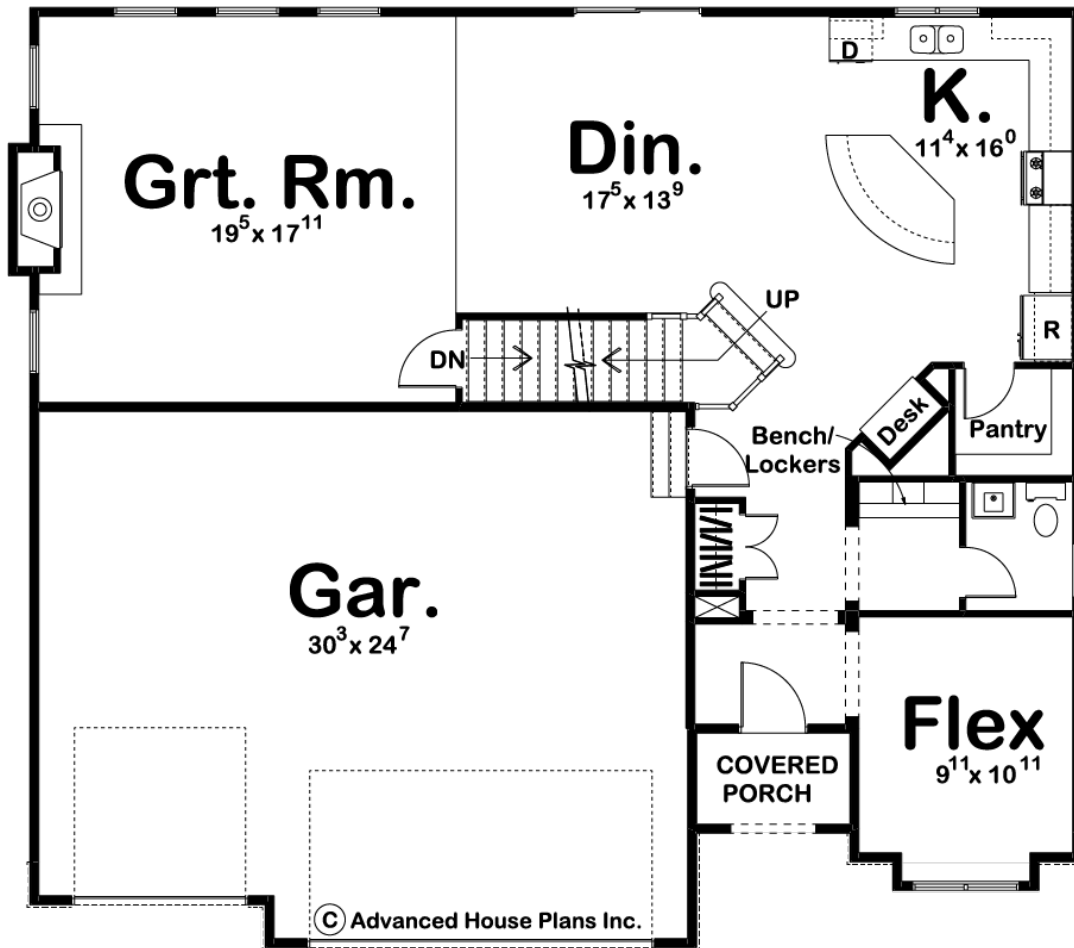 D
K.
11⁴ x 16⁰
Din.
17⁵ x 13⁹
Grt. Rm.
19⁵ x 17¹¹
UP
R
DN
Desk
Pantry
Bench/
Lockers
Gar.
30³ x 24⁷
Flex
9¹¹ x 10¹¹
COVERED
PORCH
© Advanced House Plans Inc.